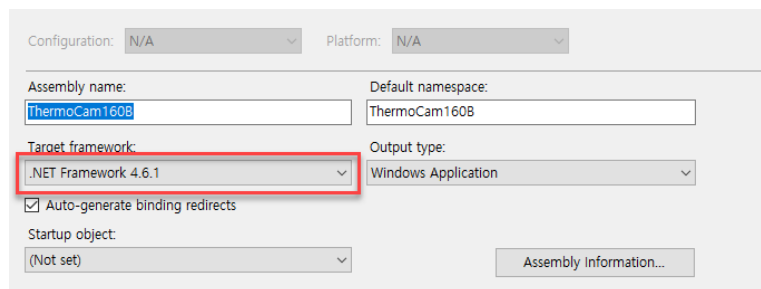 Configuration: N/A Platform: N/A
Assembly name: Default namespace:
ThermoCam160B ThermoCam160B
Target framework: Output type:
.NET Framework 4.6.1 Windows Application
Auto-generate binding redirects
Startup object:
(Not set) Assembly Information...